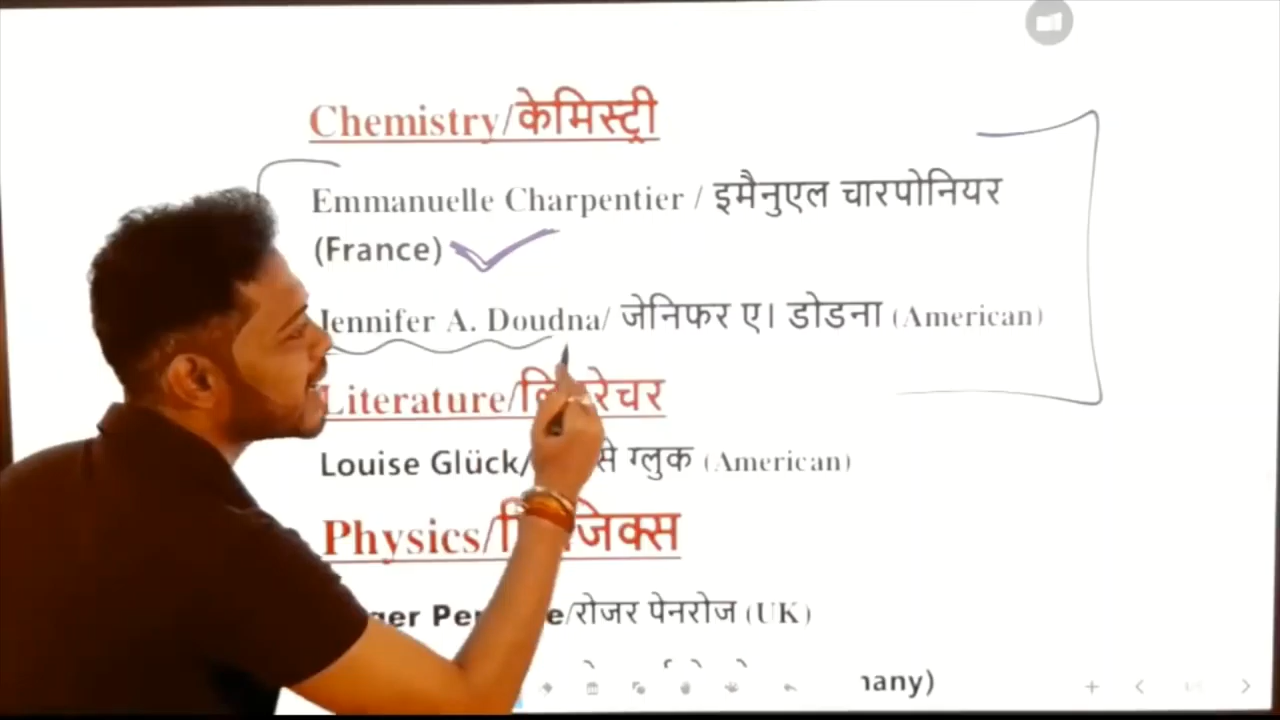 Chemistry/केमिस्ट्री
Emmanuelle Charpentier / इमैनुएल चारपोनियर
(France)
Jennifer A. Doudna/ जेनिफर ए। डोडना (American)
Literature/
Louise Glück/ ग्लुक (American)
Physics/
/रोजर पेनरोज (UK)